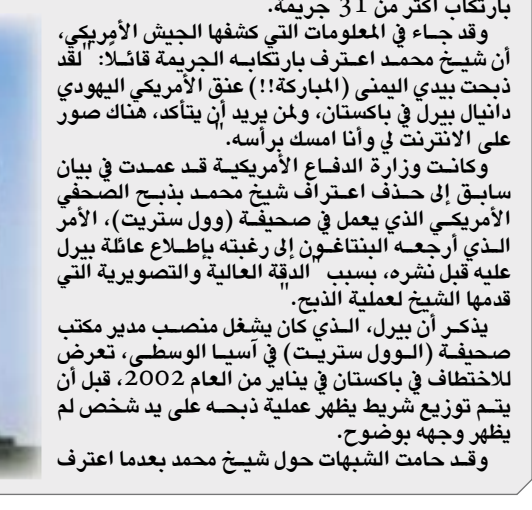 بارتكاب أكثر من 31 جريمة.
وقد جاء في المعلومات التي كشفها الجيش الأمريكي،
أن شيخ محمد اعترف بارتكابه الجريمة قائلاً: "لقد
ذبحت بيدي اليمنى (المباركة!!) عنق الأمريكي اليهودي
دانيال بيرل في باكستان، ولمن يريد أن يتأكد، هناك صور
على الانترنت لي وأنا امسك برأسه."
وكانت وزارة الدفاع الأمريكية قد عمدت في بيان
سابق إلى حذف اعتراف شيخ محمد بذبح الصحفي
الأمريكي الذي يعمل في صحيفة (وول ستريت)، الأمر
الذي أرجعه البنتاغون إلى رغبته بإطلاع عائلة بيرل
عليه قبل نشره، بسبب "الدقة العالية والتصويرية التي
قدمها الشيخ لعملية الذبح."
يذكر أن بيرل، الذي كان يشغل منصب مدير مكتب
صحيفة (الوول ستريت) في آسيا الوسطى، تعرض
للاختطاف في باكستان في يناير من العام 2002، قبل أن
يتم توزيع شريط يظهر عملية ذبحه على يد شخص لم
يظهر وجهه بوضوح.
وقد حامت الشبهات حول شيخ محمد بعدما اعترف